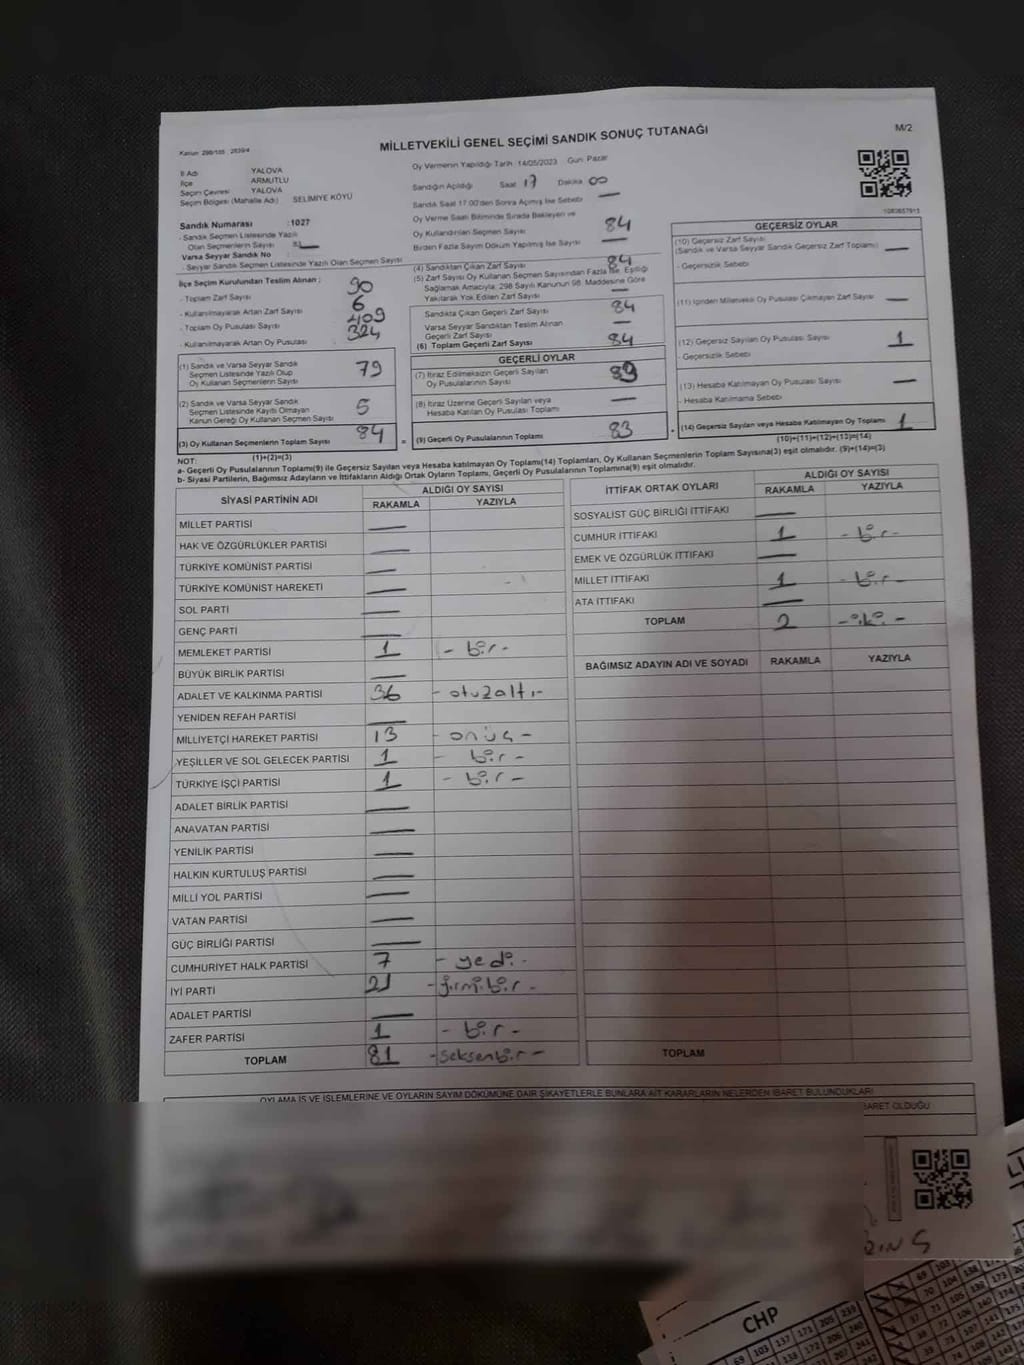 MİLLETVEKİLİ GENEL SEÇİMİ SANDIK SONUÇ TUTANAĞI
M/2
Kanun: 298/105 2839/4
İl Adı YALOVA
İlçe ARMUTLU
Seçim Çevresi YALOVA
Seçim Bölgesi (Mahalle Adı) SELİMİYE KÖYÜ
Sandık Numarası :1027
- Sandık Seçmen Listesinde Yazılı
Olan Seçmenlerin Sayısı
Varsa Seyyar Sandık No
- Seyyar Sandık Seçmen Listesinde Yazılı Olan Seçmen Sayısı
Oy Vermenin Yapıldığı Tarih : 14/05/2023 Gün: Pazar
Sandığın Açıldığı Saat 17 Dakika 00
Sandık Saat 17.00'den Sonra Açılmış İse Sebebi —
Oy Verme Saati Bitiminde Sırada Bekleyen ve
Oy Kullandırılan Seçmen Sayısı 84
Birden Fazla Sayım Döküm Yapılmış İse Sayısı —
1083657913
İlçe Seçim Kurulundan Teslim Alınan ;
- Toplam Zarf Sayısı 90
- Kullanılmayarak Artan Zarf Sayısı 6
- Toplam Oy Pusulası Sayısı 409
- Kullanılmayarak Artan Oy Pusulası 324
(1) Sandık ve Varsa Seyyar Sandık
Seçmen Listesinde Yazılı Olup
Oy Kullanan Seçmenlerin Sayısı 79
(2) Sandık ve Varsa Seyyar Sandık
Seçmen Listesinde Kayıtlı Olmayan
Kanun Gereği Oy Kullanan Seçmen Sayısı 5
(3) Oy Kullanan Seçmenlerin Toplam Sayısı 84 =
(1)+(2)=(3)
(4) Sandıktan Çıkan Zarf Sayısı 84
(5) Zarf Sayısı Oy Kullanan Seçmen Sayısından Fazla İse, Eşitliği
Sağlamak Amacıyla; 298 Sayılı Kanunun 98. Maddesine Göre
Yakılarak Yok Edilen Zarf Sayısı —
Sandıkta Çıkan Geçerli Zarf Sayısı 84
Varsa Seyyar Sandıktan Teslim Alınan
Geçerli Zarf Sayısı —
(6) Toplam Geçerli Zarf Sayısı 84
GEÇERLİ OYLAR
(7) İtiraz Edilmeksizin Geçerli Sayılan
Oy Pusulalarının Sayısı
(8) İtiraz Üzerine Geçerli Sayılan veya
Hesaba Katılan Oy Pusulası Toplamı —
(9) Geçerli Oy Pusulalarının Toplamı 83 +
GEÇERSİZ OYLAR
(10) Geçersiz Zarf Sayısı
(Sandık ve Varsa Seyyar Sandık Geçersiz Zarf Toplamı) —
- Geçersizlik Sebebi
(11) İçinden Milletvekili Oy Pusulası Çıkmayan Zarf Sayısı —
(12) Geçersiz Sayılan Oy Pusulası Sayısı 1
- Geçersizlik Sebebi
(13) Hesaba Katılmayan Oy Pusulası Sayısı —
- Hesaba Katılmama Sebebi
(14) Geçersiz Sayılan veya Hesaba Katılmayan Oy Toplamı 1
(10)+(11)+(12)+(13)=(14)
NOT:
a- Geçerli Oy Pusulalarının Toplamı(9) ile Geçersiz Sayılan veya Hesaba katılmayan Oy Toplamı(14) Toplamları, Oy Kullanan Seçmenlerin Toplam Sayısına(3) eşit olmalıdır. (9)+(14)=(3)
b- Siyasi Partilerin, Bağımsız Adayların ve İttifakların Aldığı Ortak Oyların Toplamı, Geçerli Oy Pusulalarının Toplamına(9) eşit olmalıdır.
SİYASİ PARTİNİN ADI ALDIĞI OY SAYISI
RAKAMLA YAZIYLA
MİLLET PARTİSİ —
HAK VE ÖZGÜRLÜKLER PARTİSİ —
TÜRKİYE KOMÜNİST PARTİSİ —
TÜRKİYE KOMÜNİST HAREKETİ —
SOL PARTİ —
GENÇ PARTİ —
MEMLEKET PARTİSİ 1 - bir -
BÜYÜK BİRLİK PARTİSİ —
ADALET VE KALKINMA PARTİSİ 36 - otuzaltı -
YENİDEN REFAH PARTİSİ —
MİLLİYETÇİ HAREKET PARTİSİ 13 - onüç -
YEŞİLLER VE SOL GELECEK PARTİSİ 1 - bir -
TÜRKİYE İŞÇİ PARTİSİ 1 - bir -
ADALET BİRLİK PARTİSİ —
ANAVATAN PARTİSİ —
YENİLİK PARTİSİ —
HALKIN KURTULUŞ PARTİSİ —
MİLLİ YOL PARTİSİ —
VATAN PARTİSİ —
GÜÇ BİRLİĞİ PARTİSİ —
CUMHURİYET HALK PARTİSİ 7 - yedi -
İYİ PARTİ 21 - yirmibir -
ADALET PARTİSİ —
ZAFER PARTİSİ 1 - bir -
TOPLAM 81 - seksenbir -
İTTİFAK ORTAK OYLARI ALDIĞI OY SAYISI
RAKAMLA YAZIYLA
SOSYALİST GÜÇ BİRLİĞİ İTTİFAKI —
CUMHUR İTTİFAKI 1 - bir -
EMEK VE ÖZGÜRLÜK İTTİFAKI —
MİLLET İTTİFAKI 1 - bir -
ATA İTTİFAKI —
TOPLAM 2 - iki -
BAĞIMSIZ ADAYIN ADI VE SOYADI RAKAMLA YAZIYLA
TOPLAM
OYLAMA İŞ VE İŞLEMLERİNE VE OYLARIN SAYIM DÖKÜMÜNE DAİR ŞİKAYETLERLE BUNLARA AİT KARARLARIN NELERDEN İBARET BULUNDUKLARI
BARET OLDUĞU
CHP